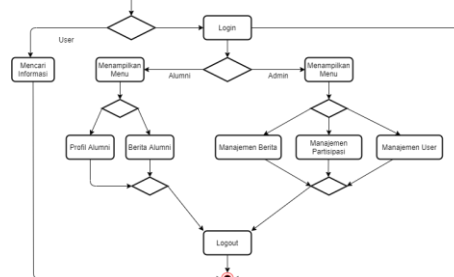 Login
User
Mencari
Informasi
Menampilkan
Menu
Alumni
Admin
Menampilkan
Menu
Profil Alumni
Berita Alumni
Manajemen Berita
Manajemen
Partisipasi
Manajemen User
Logout